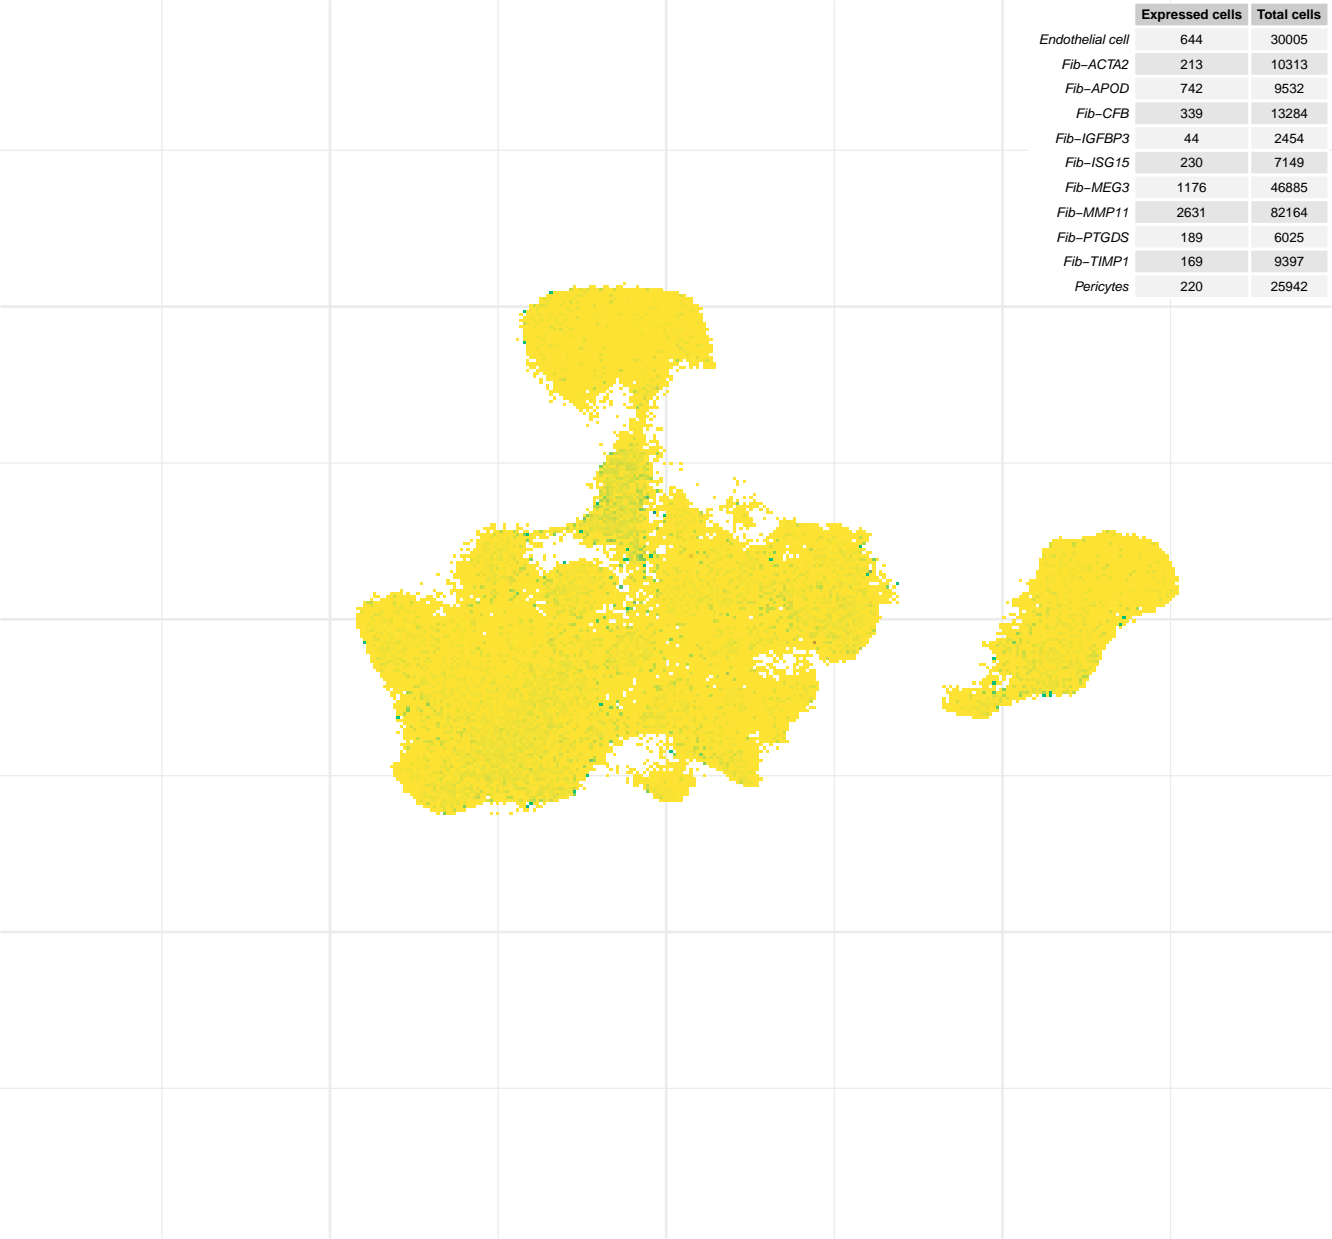 Expressed cells Total cells
Endothelial cell 644 30005
Fib−ACTA2 213 10313
Fib−APOD 742 9532
Fib−CFB 339 13284
Fib−IGFBP3 44 2454
Fib−ISG15 230 7149
Fib−MEG3 1176 46885
Fib−MMP11 2631 82164
Fib−PTGDS 189 6025
Fib−TIMP1 169 9397
Pericytes 220 25942